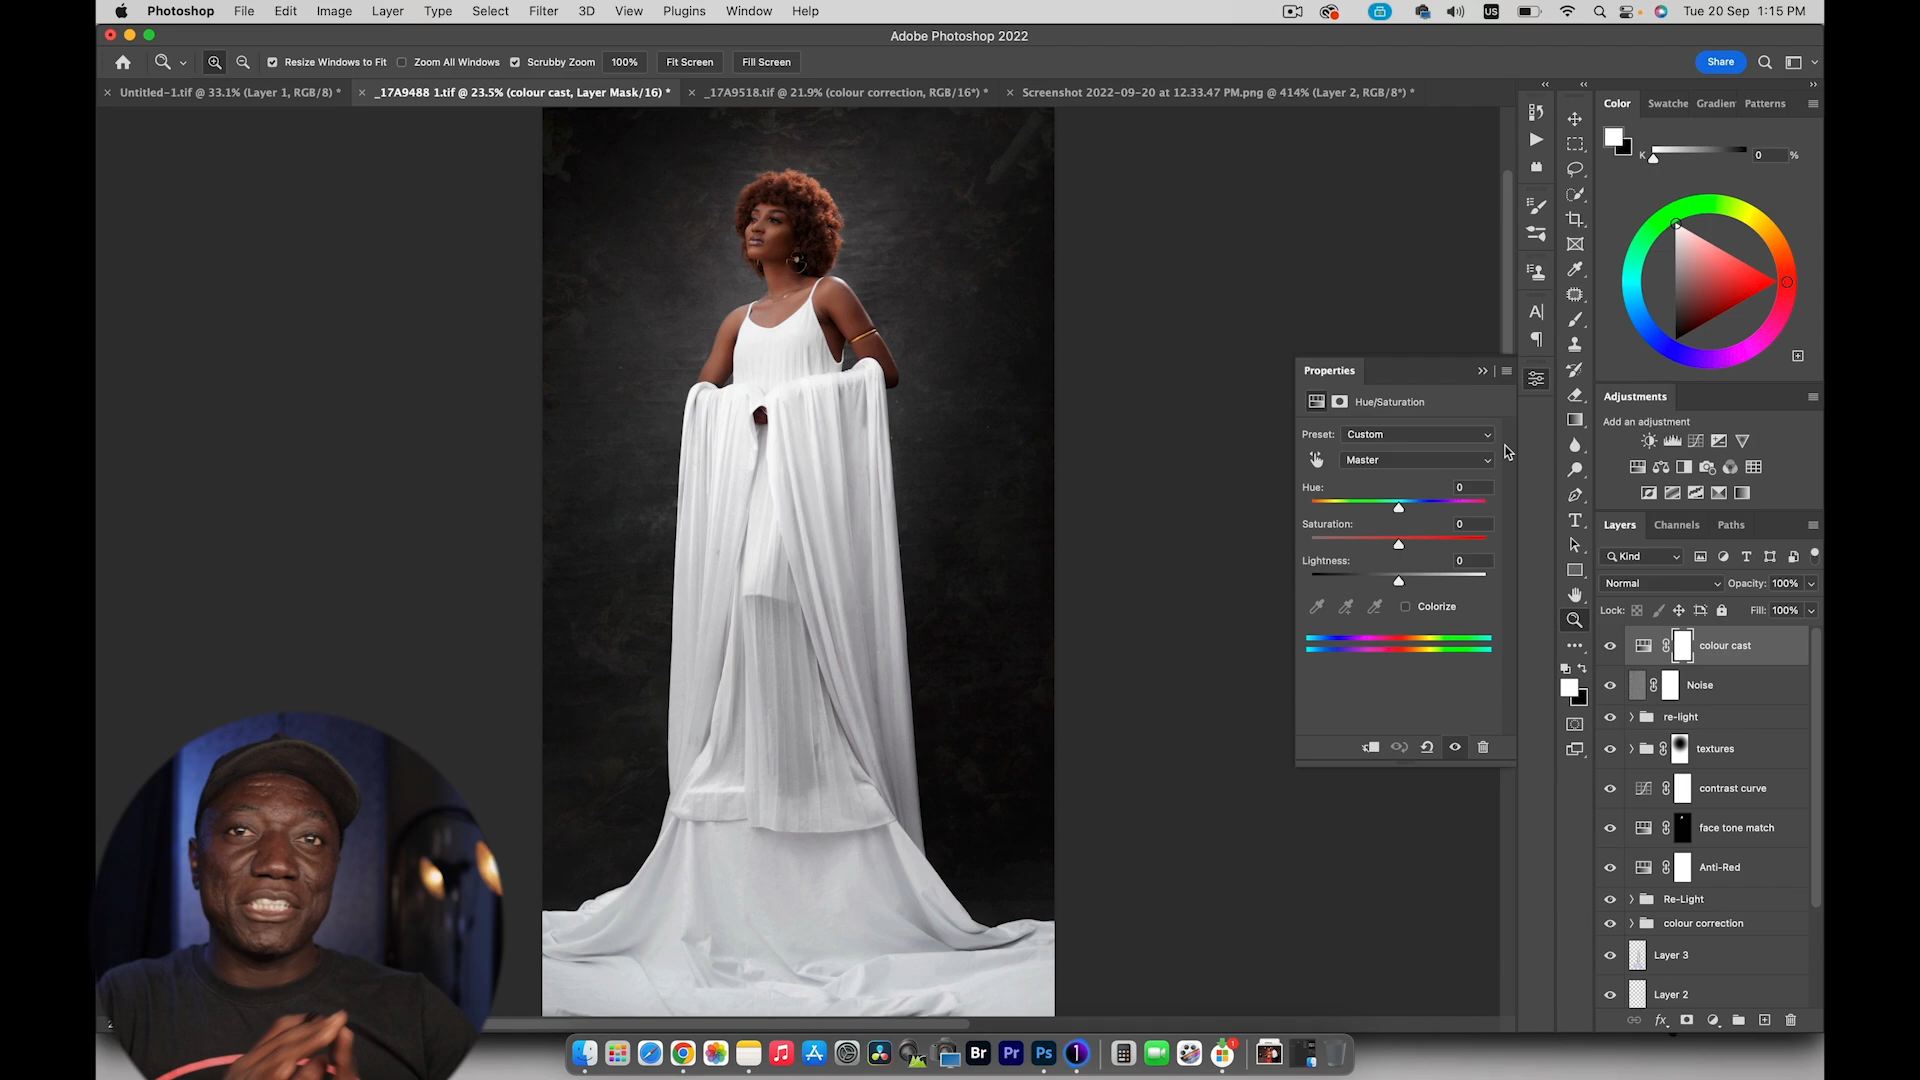 Photoshop File Edit Image Layer Type Select Filter 3D View Plugins Window Help US Tue 20 Sep 1:15 PM
Adobe Photoshop 2022
Resize Windows to Fit Zoom All Windows Scrubby Zoom 100% Fit Screen Fill Screen Share
Untitled-1.tif @ 33.1% (Layer 1, RGB/8) * _17A9488 1.tif @ 23.5% (colour cast, Layer Mask/16) * _17A9518.tif @ 21.9% (colour correction, RGB/16*) * Screenshot 2022-09-20 at 12.33.47 PM.png @ 414% (Layer 2, RGB/8*) *
Color Swatche Gradien Patterns
K 0 %
Properties
Hue/Saturation
Preset: Custom
Master
Hue: 0
Saturation: 0
Lightness: 0
Colorize
Adjustments
Add an adjustment
Layers Channels Paths
Kind
Normal Opacity: 100%
Lock: Fill: 100%
colour cast
Noise
re-light
textures
contrast curve
face tone match
Anti-Red
Re-Light
colour correction
Layer 3
Layer 2
fx
Br Pr Ps 1 1